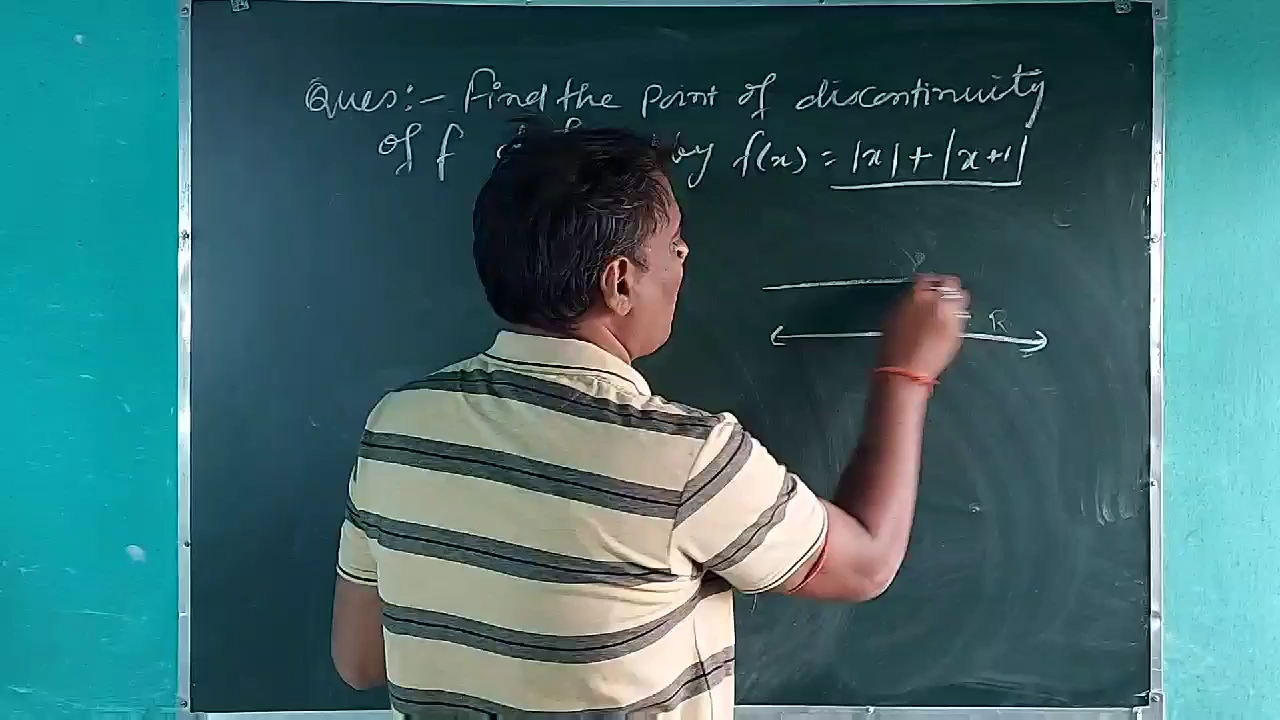 Ques:- Find the point of discontinuity
of f by f(x) = |x| + |x+1|
R